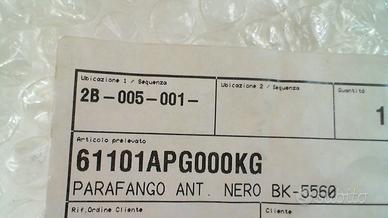 Ubicazione 1 / Sequenza
Ubicazione 2 / Sequenza
Quantità
2B-005-001-
1
Articolo prelevato
61101APG000KG
PARAFANGO ANT. NERO BK-5560
Rif.Ordine Cliente
Cliente